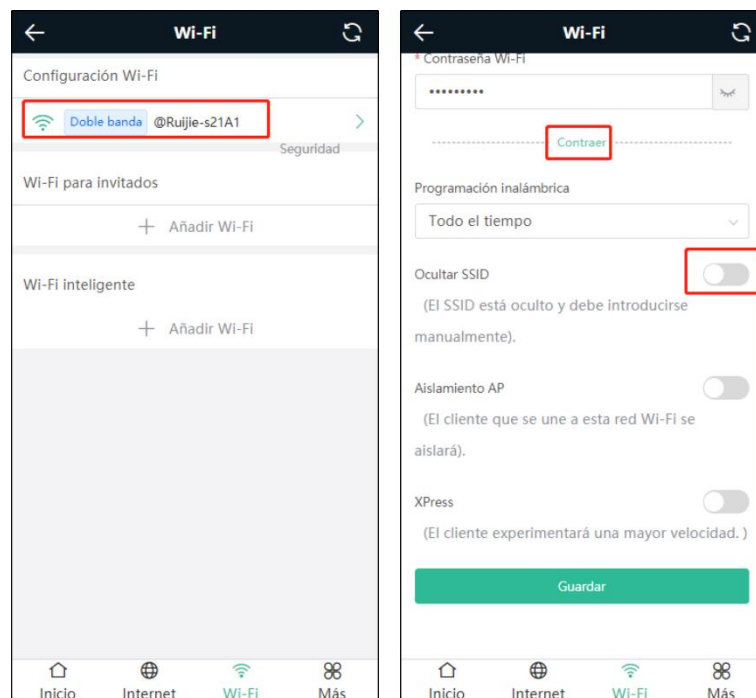 Wi-Fi
Configuración Wi-Fi
Doble banda @Ruijie-s21A1
Seguridad
Wi-Fi para invitados
+ Añadir Wi-Fi
Wi-Fi inteligente
+ Añadir Wi-Fi
Inicio Internet Wi-Fi Más
Wi-Fi
* Contraseña Wi-Fi
•••••••••
Contraer
Programación inalámbrica
Todo el tiempo
Ocultar SSID
(El SSID está oculto y debe introducirse
manualmente).
Aislamiento AP
(El cliente que se une a esta red Wi-Fi se
aislará).
XPress
(El cliente experimentará una mayor velocidad. )
Guardar
Inicio Internet Wi-Fi Más